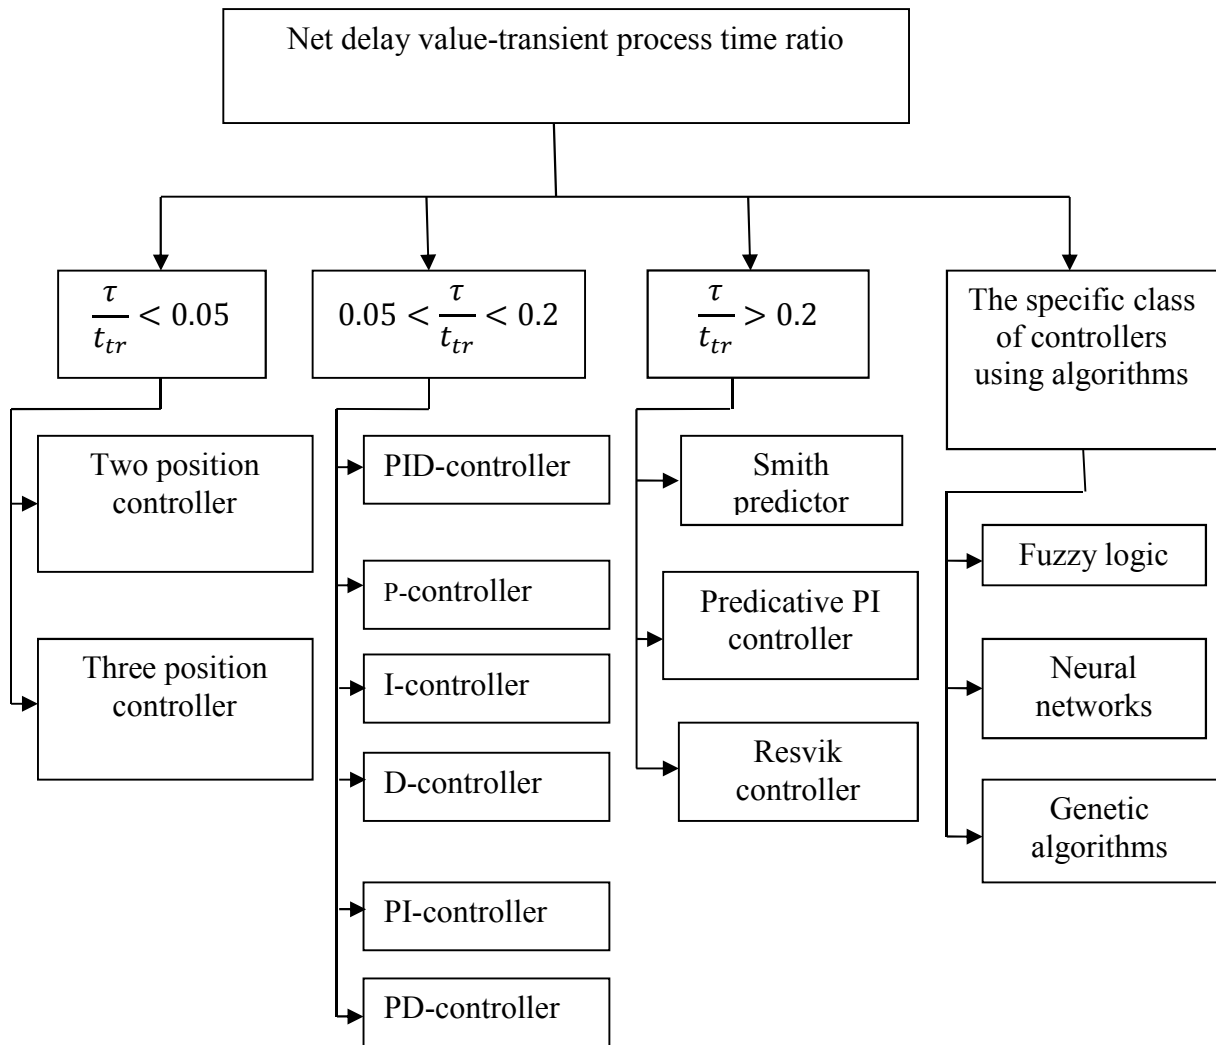 Net delay value-transient process time ratio
τ/t_tr < 0.05
0.05 < τ/t_tr < 0.2
τ/t_tr > 0.2
The specific class
of controllers
using algorithms
Two position
controller
Three position
controller
PID-controller
P-controller
I-controller
D-controller
PI-controller
PD-controller
Smith
predictor
Predicative PI
controller
Resvik
controller
Fuzzy logic
Neural
networks
Genetic
algorithms